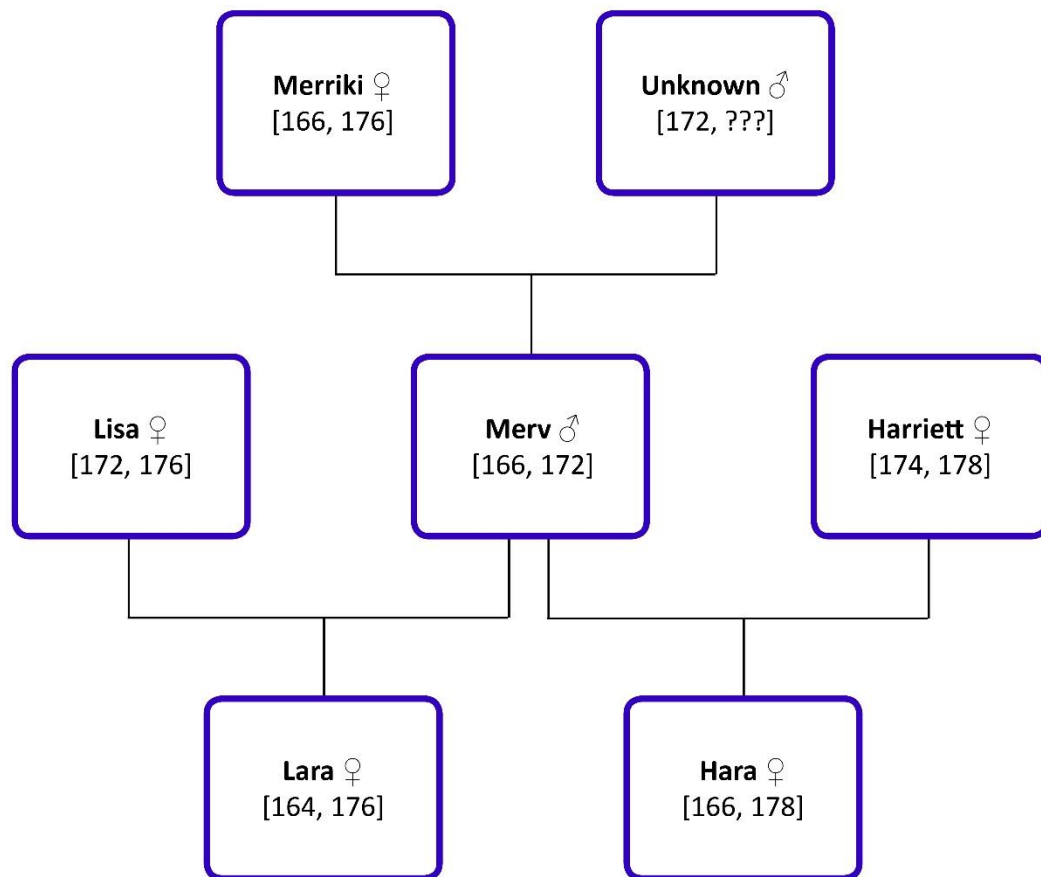 Merriki ♀
[166, 176]
Unknown ♂
[172, ???]
Lisa ♀
[172, 176]
Merv ♂
[166, 172]
Harriett ♀
[174, 178]
Lara ♀
[164, 176]
Hara ♀
[166, 178]